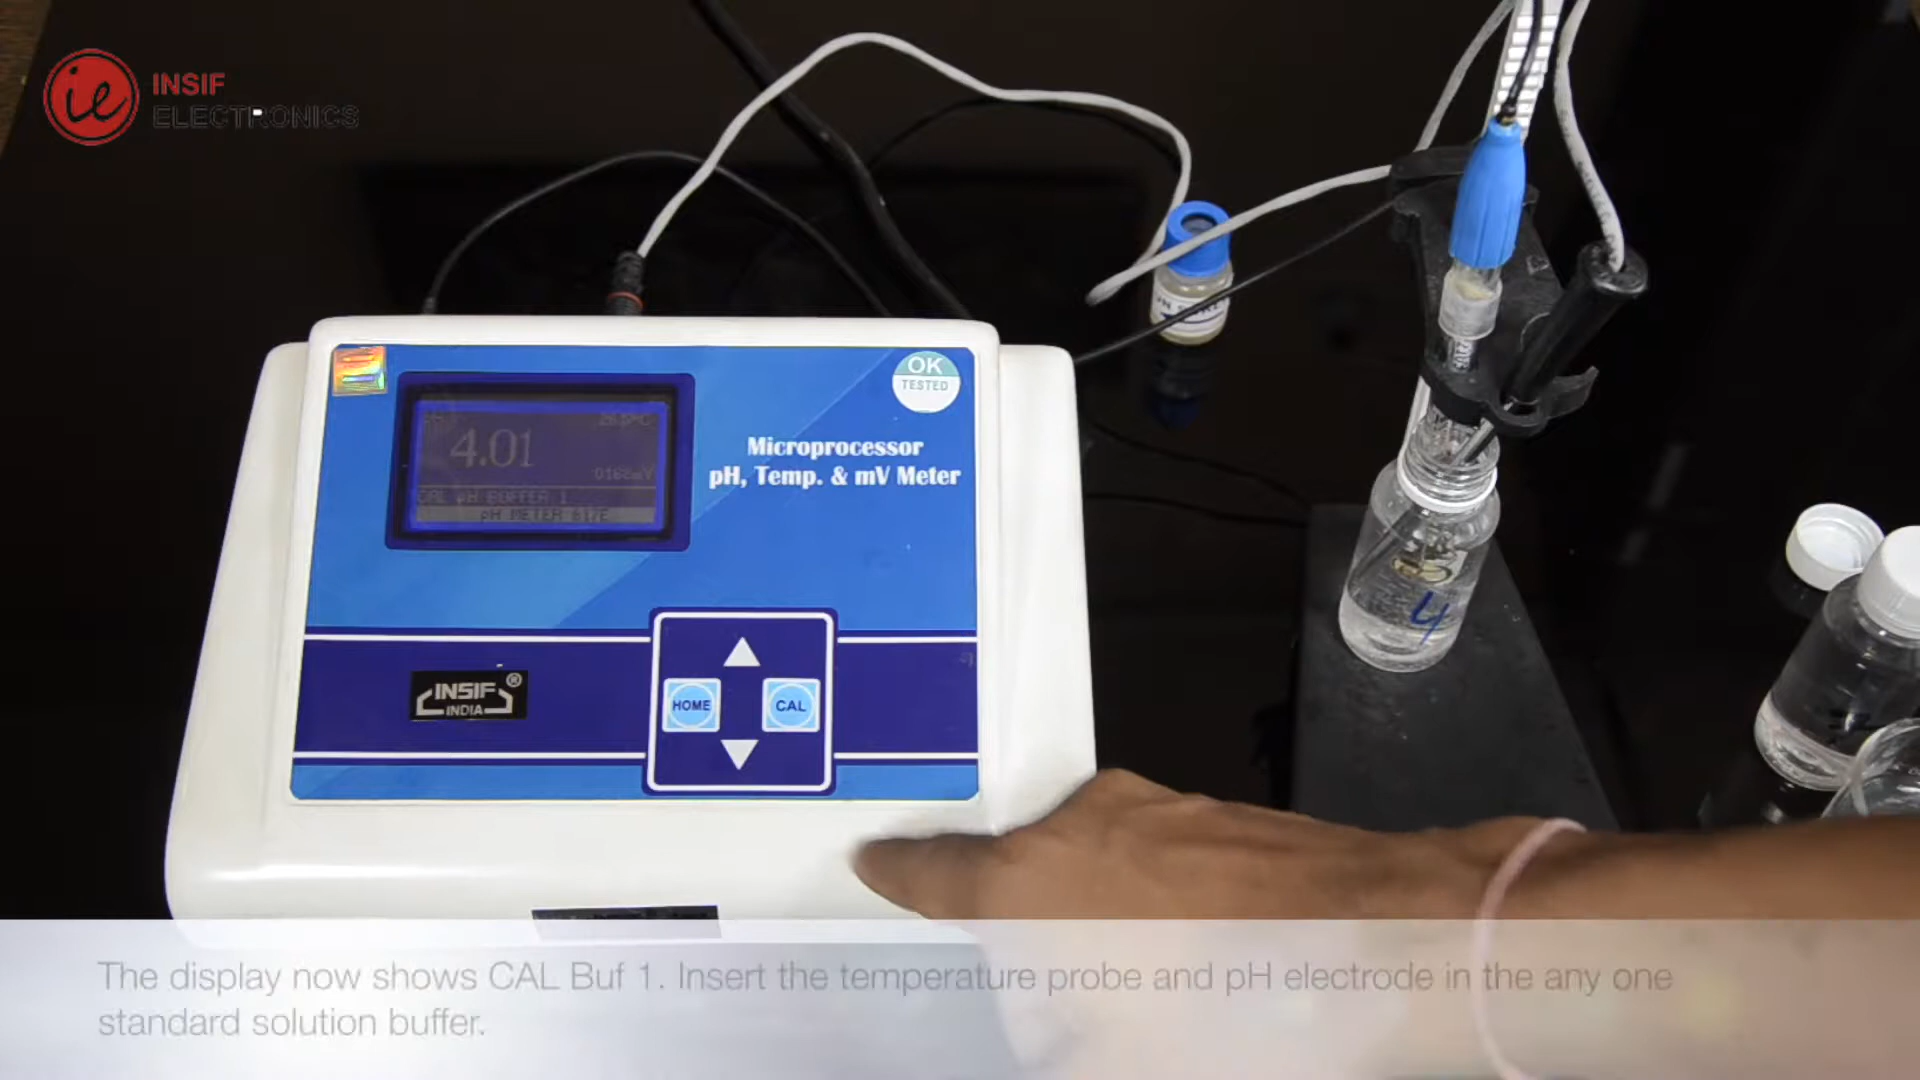 INSIF
ELECTRONICS
OK
TESTED
4.01
CAL pH BUFFER 1
pH METER
Microprocessor
pH, Temp. & mV Meter
INSIF ®
INDIA
HOME
CAL
4
The display now shows CAL Buf 1. Insert the temperature probe and pH electrode in the any one
standard solution buffer.